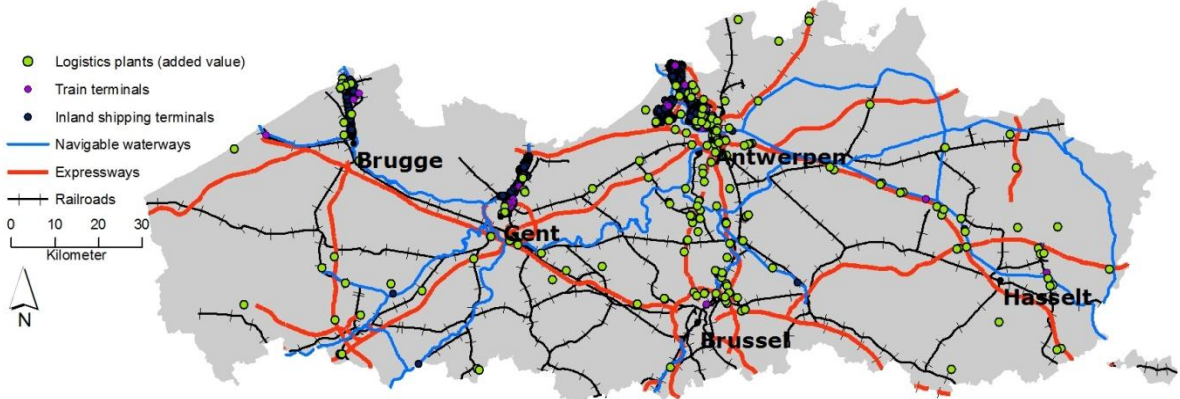 Logistics plants (added value)
Train terminals
Inland shipping terminals
Navigable waterways
Expressways
Railroads
0 10 20 30
Kilometer
N
Brugge
Antwerpen
Gent
Hasselt
Brussel